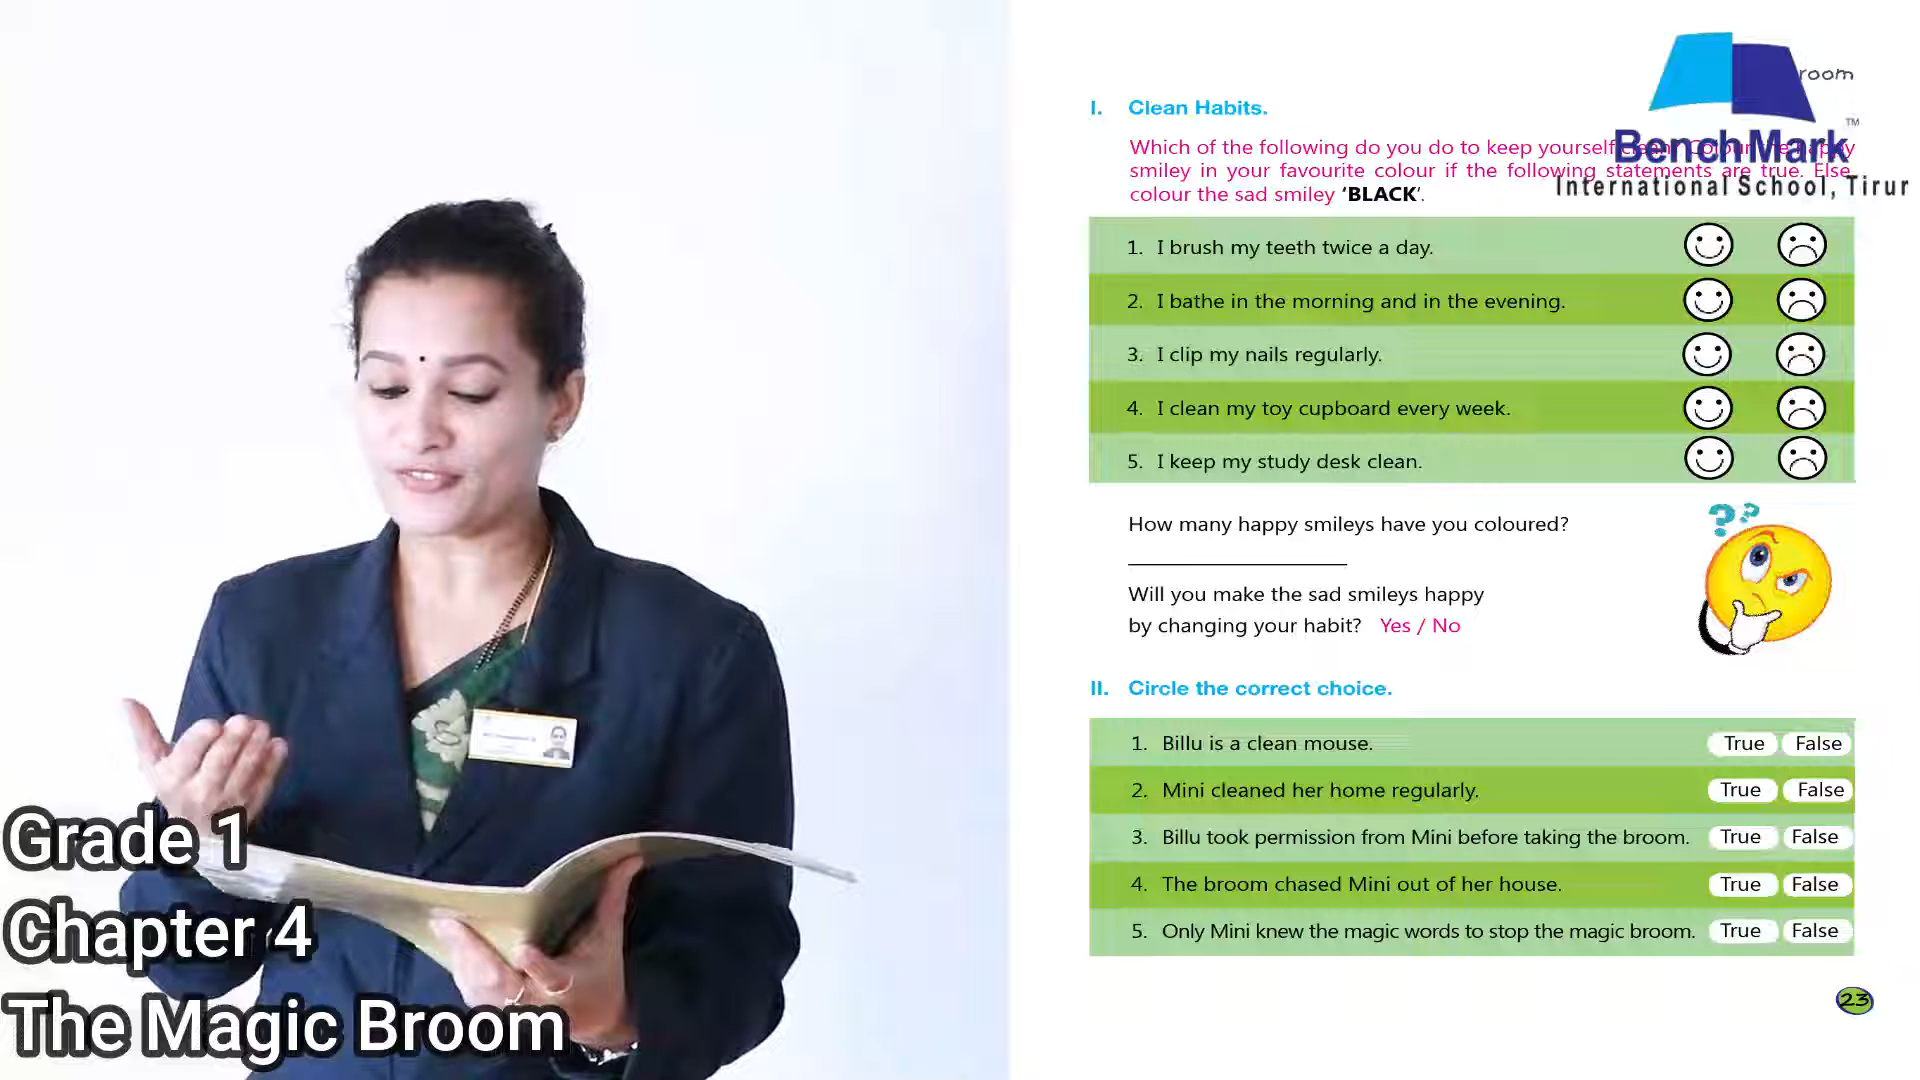 room
BenchMark
TM
International School, Tirur
I. Clean Habits.
Which of the following do you do to keep yourself clean? Colour the happy
smiley in your favourite colour if the following statements are true. Else
colour the sad smiley ‘BLACK’.
1. I brush my teeth twice a day.
2. I bathe in the morning and in the evening.
3. I clip my nails regularly.
4. I clean my toy cupboard every week.
5. I keep my study desk clean.
How many happy smileys have you coloured?
??
Will you make the sad smileys happy
by changing your habit? Yes / No
II. Circle the correct choice.
1. Billu is a clean mouse. True False
2. Mini cleaned her home regularly. True False
3. Billu took permission from Mini before taking the broom. True False
4. The broom chased Mini out of her house. True False
5. Only Mini knew the magic words to stop the magic broom. True False
23
Grade 1
Chapter 4
The Magic Broom